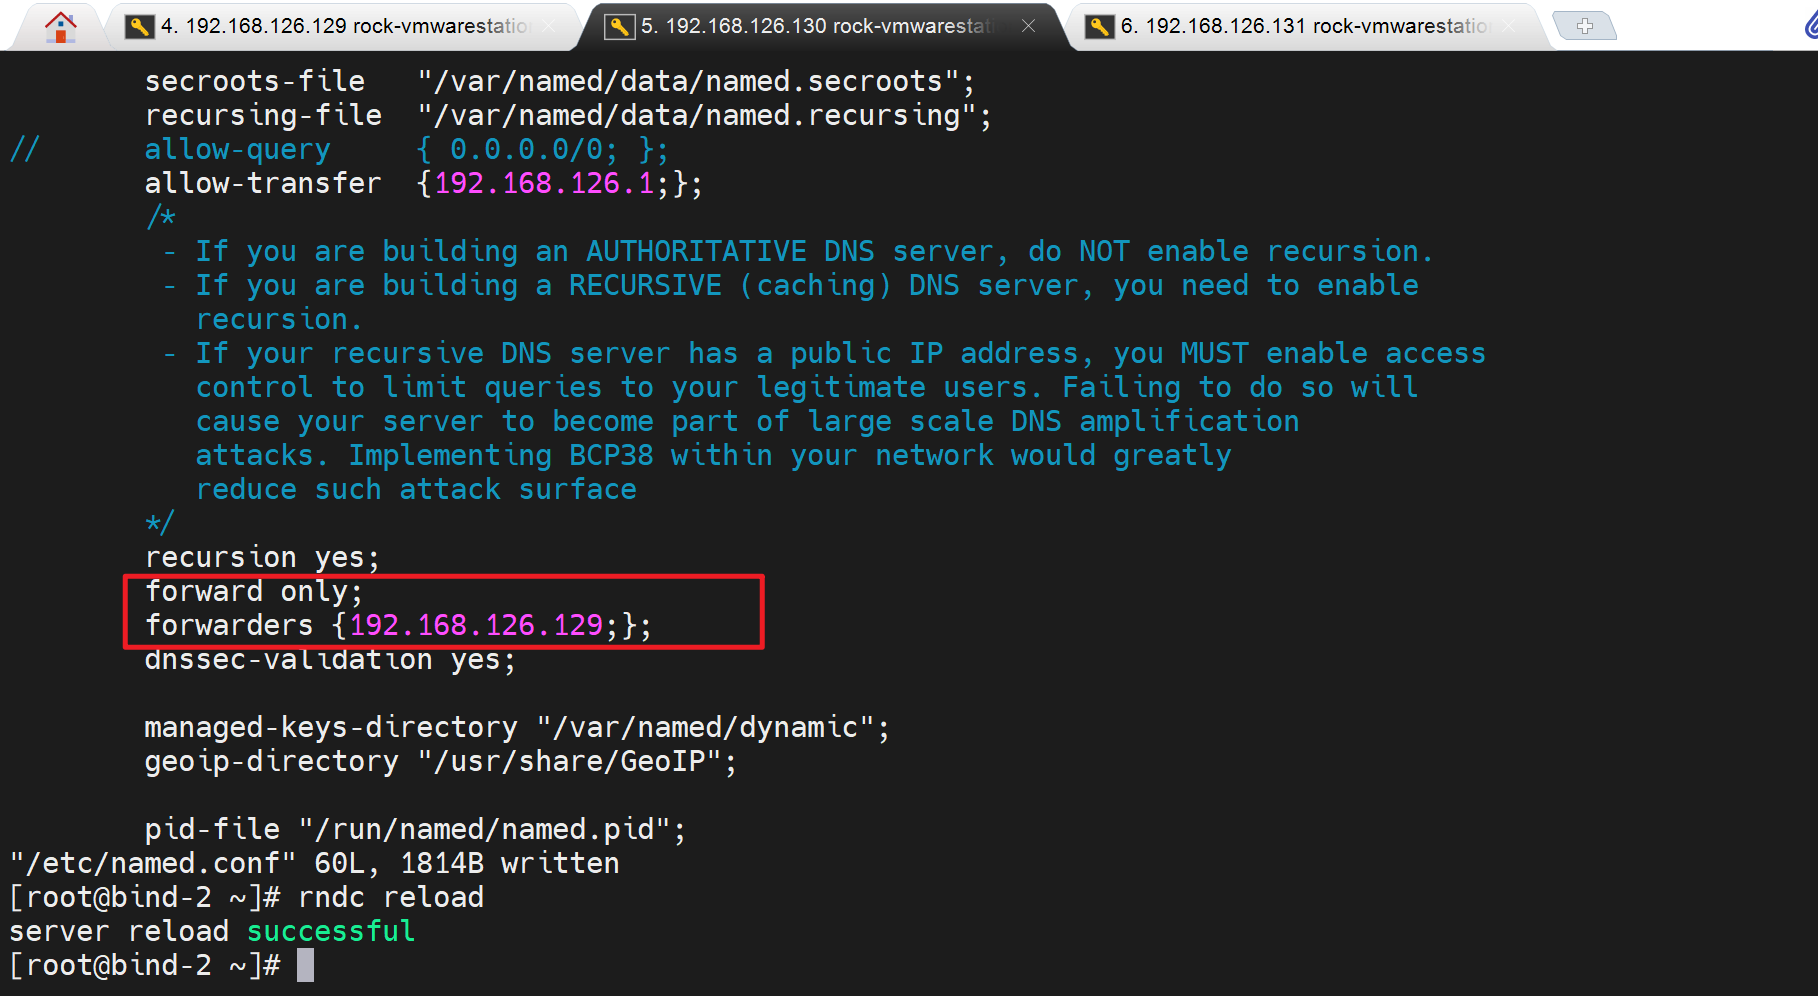 4. 192.168.126.129 rock-vmwarestatio
5. 192.168.126.130 rock-vmwarestati
6. 192.168.126.131 rock-vmwarestatio
secroots-file   "/var/named/data/named.secroots";
recursing-file  "/var/named/data/named.recursing";
//      allow-query     { 0.0.0.0/0; };
allow-transfer  {192.168.126.1;};
/*
- If you are building an AUTHORITATIVE DNS server, do NOT enable recursion.
- If you are building a RECURSIVE (caching) DNS server, you need to enable
recursion.
- If your recursive DNS server has a public IP address, you MUST enable access
control to limit queries to your legitimate users. Failing to do so will
cause your server to become part of large scale DNS amplification
attacks. Implementing BCP38 within your network would greatly
reduce such attack surface
*/
recursion yes;
forward only;
forwarders {192.168.126.129;};
dnssec-validation yes;
managed-keys-directory "/var/named/dynamic";
geoip-directory "/usr/share/GeoIP";
pid-file "/run/named/named.pid";
"/etc/named.conf" 60L, 1814B written
[root@bind-2 ~]# rndc reload
server reload successful
[root@bind-2 ~]#